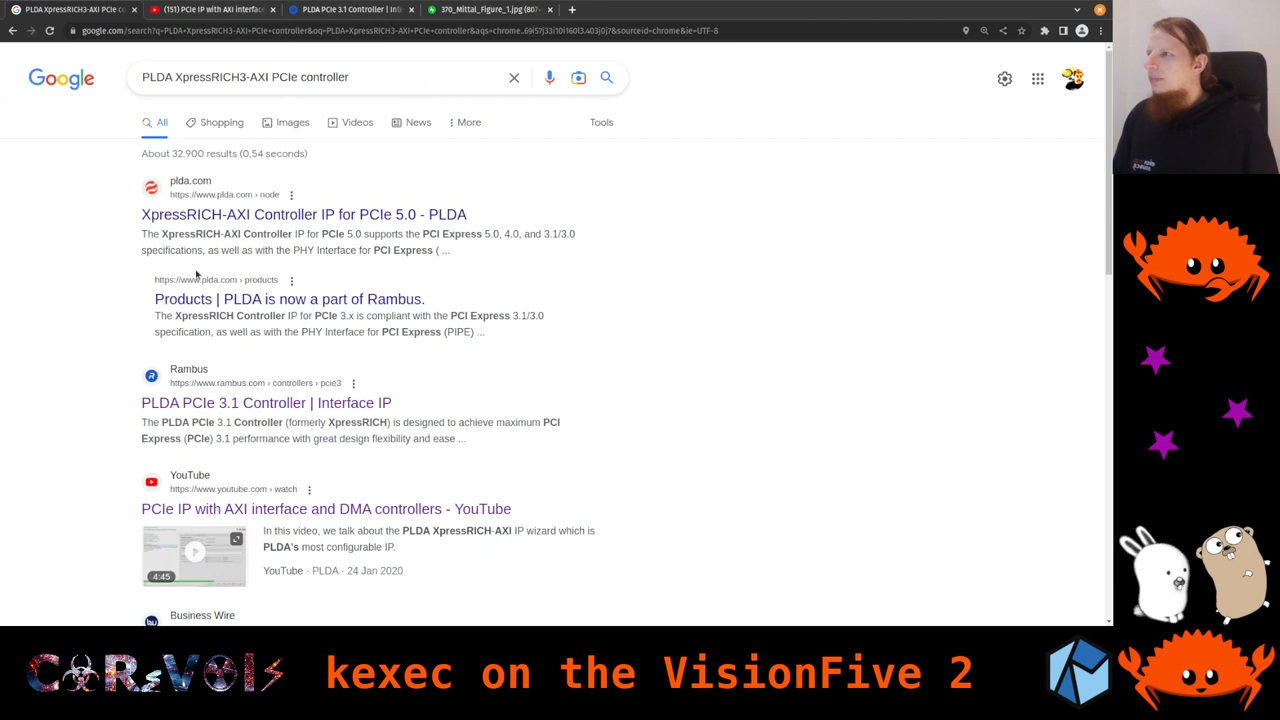 PLDA XpressRICH3-AXI PCIe co
(151) PCIe IP with AXI interface
PLDA PCIe 3.1 Controller | Int
370_Mittal_Figure_1.jpg (807
google.com/search?q=PLDA+XpressRICH3-AXI+PCIe+controller&oq=PLDA+XpressRICH3-AXI+PCIe+controller&aqs=chrome..69i57j33i10i160l3.403j0j7&sourceid=chrome&ie=UTF-8
Google
PLDA XpressRICH3-AXI PCIe controller
All
Shopping
Images
Videos
News
More
Tools
About 32.900 results (0,54 seconds)
plda.com
https://www.plda.com › node
XpressRICH-AXI Controller IP for PCIe 5.0 - PLDA
The XpressRICH-AXI Controller IP for PCIe 5.0 supports the PCI Express 5.0, 4.0, and 3.1/3.0
specifications, as well as with the PHY Interface for PCI Express ( ...
https://www.plda.com › products
Products | PLDA is now a part of Rambus.
The XpressRICH Controller IP for PCIe 3.x is compliant with the PCI Express 3.1/3.0
specification, as well as with the PHY Interface for PCI Express (PIPE) ...
Rambus
https://www.rambus.com › controllers › pcie3
PLDA PCIe 3.1 Controller | Interface IP
The PLDA PCIe 3.1 Controller (formerly XpressRICH) is designed to achieve maximum PCI
Express (PCIe) 3.1 performance with great design flexibility and ease ...
YouTube
https://www.youtube.com › watch
PCIe IP with AXI interface and DMA controllers - YouTube
In this video, we talk about the PLDA XpressRICH-AXI IP wizard which is
PLDA's most configurable IP.
4:45
YouTube · PLDA · 24 Jan 2020
Business Wire
kexec on the VisionFive 2